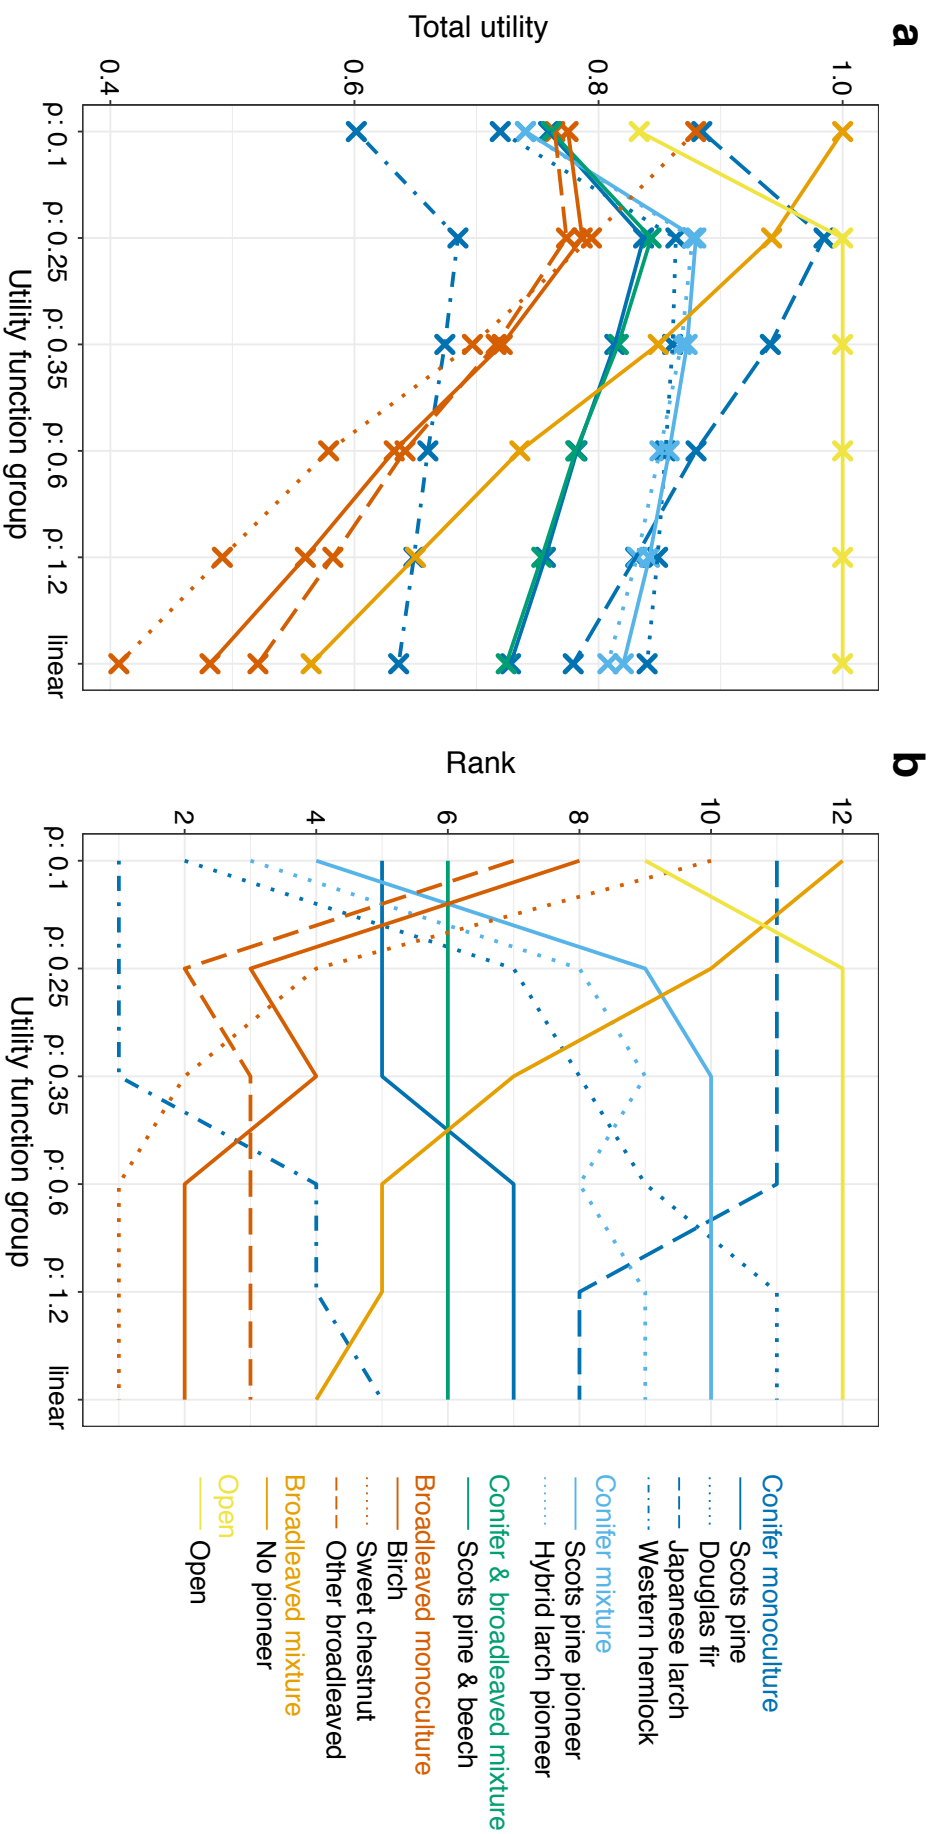 a
Total utility
0.4
0.6
0.8
1.0
ρ: 0.1
ρ: 0.25
ρ: 0.35
ρ: 0.6
ρ: 1.2
linear
Utility function group
b
Rank
2
4
6
8
10
12
ρ: 0.1
ρ: 0.25
ρ: 0.35
ρ: 0.6
ρ: 1.2
linear
Utility function group
Conifer monoculture
Scots pine
Douglas fir
Japanese larch
Western hemlock
Conifer mixture
Scots pine pioneer
Hybrid larch pioneer
Conifer & broadleaved mixture
Scots pine & beech
Broadleaved monoculture
Birch
Sweet chestnut
Other broadleaved
Broadleaved mixture
No pioneer
Open
Open